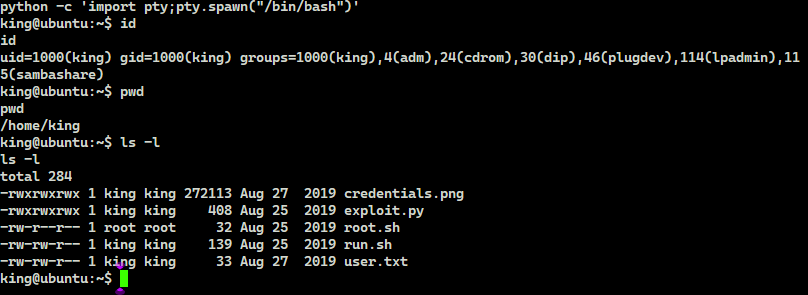 python -c 'import pty;pty.spawn("/bin/bash")'
king@ubuntu:~$ id
id
uid=1000(king) gid=1000(king) groups=1000(king),4(adm),24(cdrom),30(dip),46(plugdev),114(lpadmin),11
5(sambashare)
king@ubuntu:~$ pwd
pwd
/home/king
king@ubuntu:~$ ls -l
ls -l
total 284
-rwxrwxrwx 1 king king 272113 Aug 27  2019 credentials.png
-rwxrwxrwx 1 king king    408 Aug 25  2019 exploit.py
-rw-r--r-- 1 root root     32 Aug 25  2019 root.sh
-rw-rw-r-- 1 king king    139 Aug 25  2019 run.sh
-rw-rw-r-- 1 king king     33 Aug 27  2019 user.txt
king@ubuntu:~$